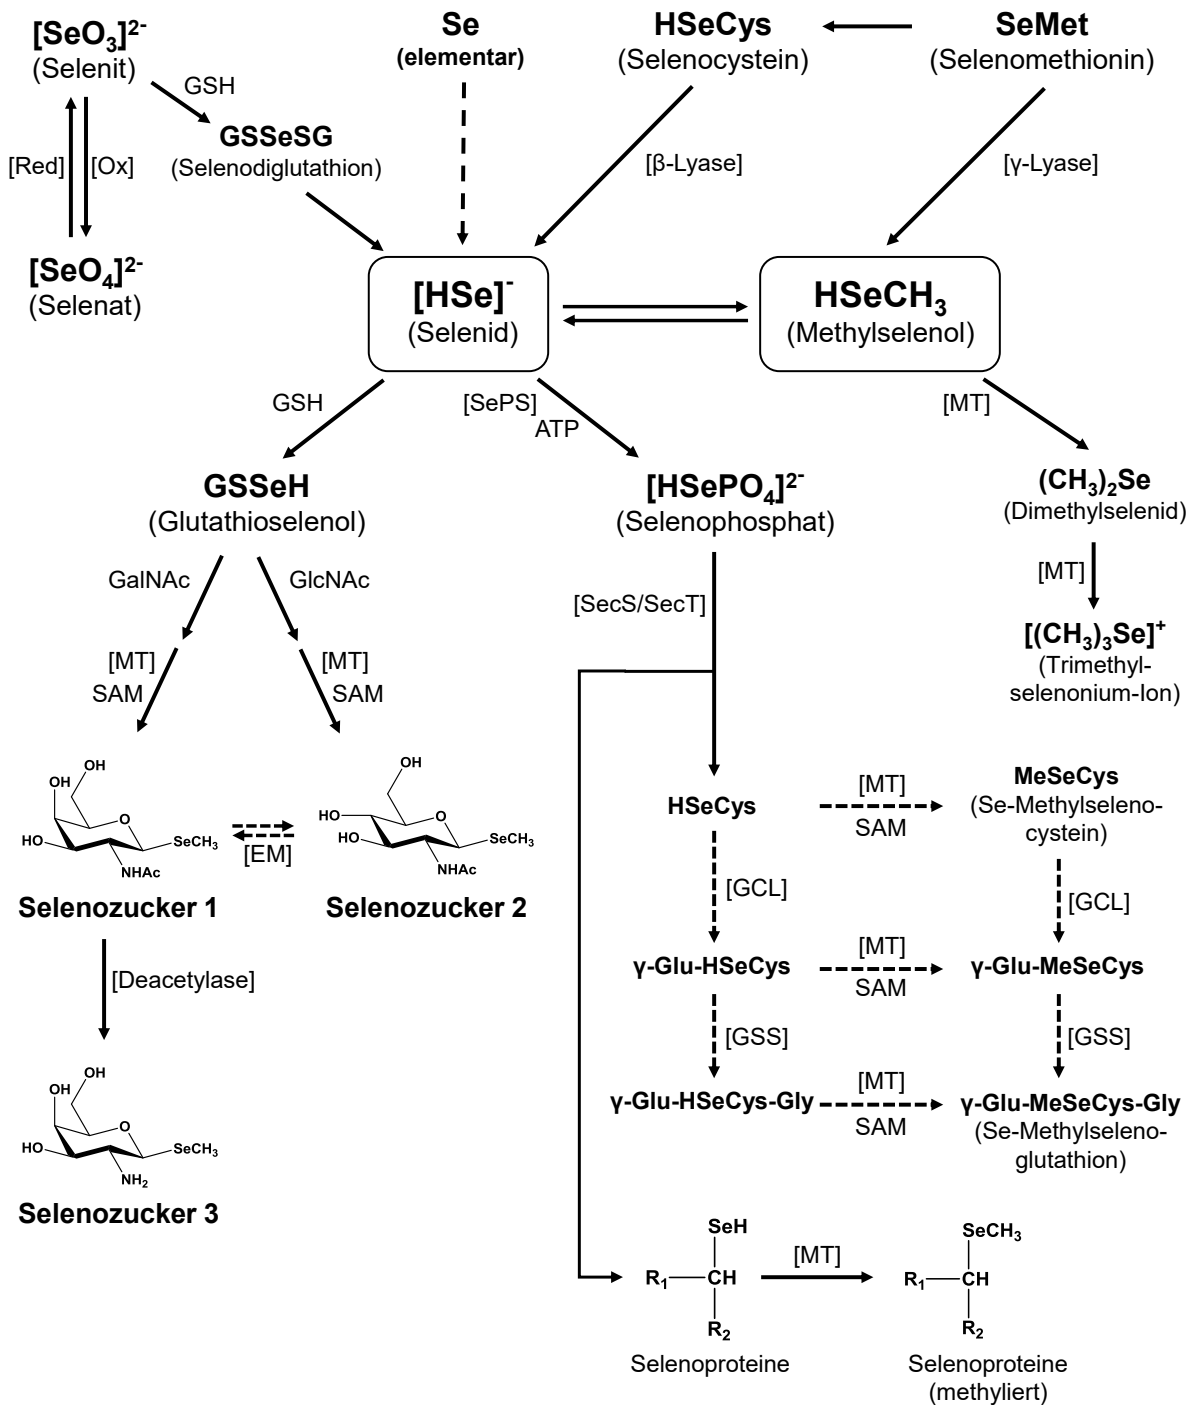 [SeO₃]²⁻
(Selenit)
Se
(elementar)
HSeCys
(Selenocystein)
SeMet
(Selenomethionin)
GSH
GSSeSG
(Selenodiglutathion)
[Red]
[Ox]
[β-Lyase]
[γ-Lyase]
[SeO₄]²⁻
(Selenat)
[HSe]⁻
(Selenid)
HSeCH₃
(Methylselenol)
GSH
[SePS]
ATP
[MT]
GSSeH
(Glutathioselenol)
[HSePO₄]²⁻
(Selenophosphat)
(CH₃)₂Se
(Dimethylselenid)
GalNAc
GlcNAc
[SecS/SecT]
[MT]
[(CH₃)₃Se]⁺
(Trimethyl-
selenonium-Ion)
[MT]
SAM
[MT]
SAM
OH
OH
HO
O
SeCH₃
NHAc
[EM]
OH
HO
HO
O
SeCH₃
NHAc
Selenozucker 1
Selenozucker 2
HSeCys
[MT]
SAM
MeSeCys
(Se-Methylseleno-
cystein)
[GCL]
[GCL]
γ-Glu-HSeCys
[MT]
SAM
γ-Glu-MeSeCys
[Deacetylase]
[GSS]
[GSS]
γ-Glu-HSeCys-Gly
[MT]
SAM
γ-Glu-MeSeCys-Gly
(Se-Methylseleno-
glutathion)
OH
OH
HO
O
SeCH₃
NH₂
Selenozucker 3
SeH
R₁
CH
R₂
Selenoproteine
[MT]
SeCH₃
R₁
CH
R₂
Selenoproteine
(methyliert)